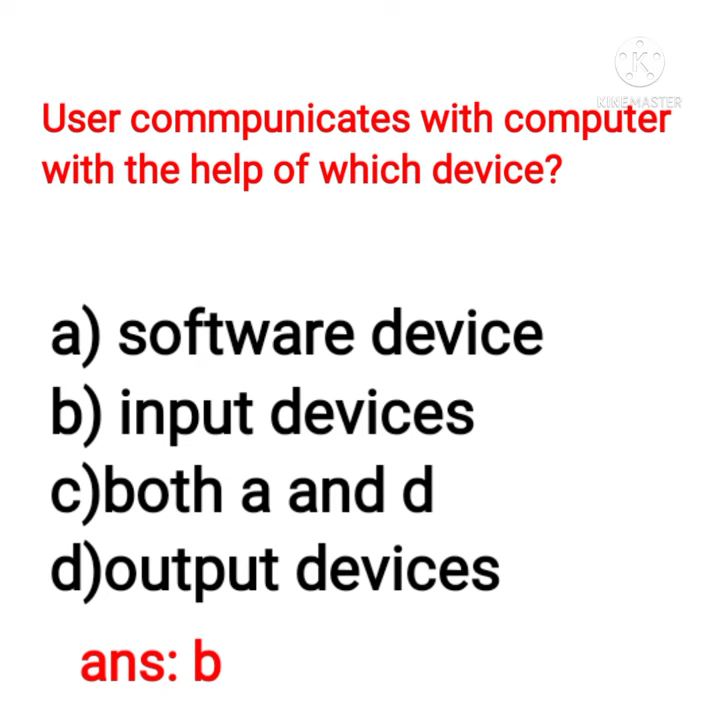 KINEMASTER
User commpunicates with computer
with the help of which device?
a) software device
b) input devices
c)both a and d
d)output devices
ans: b